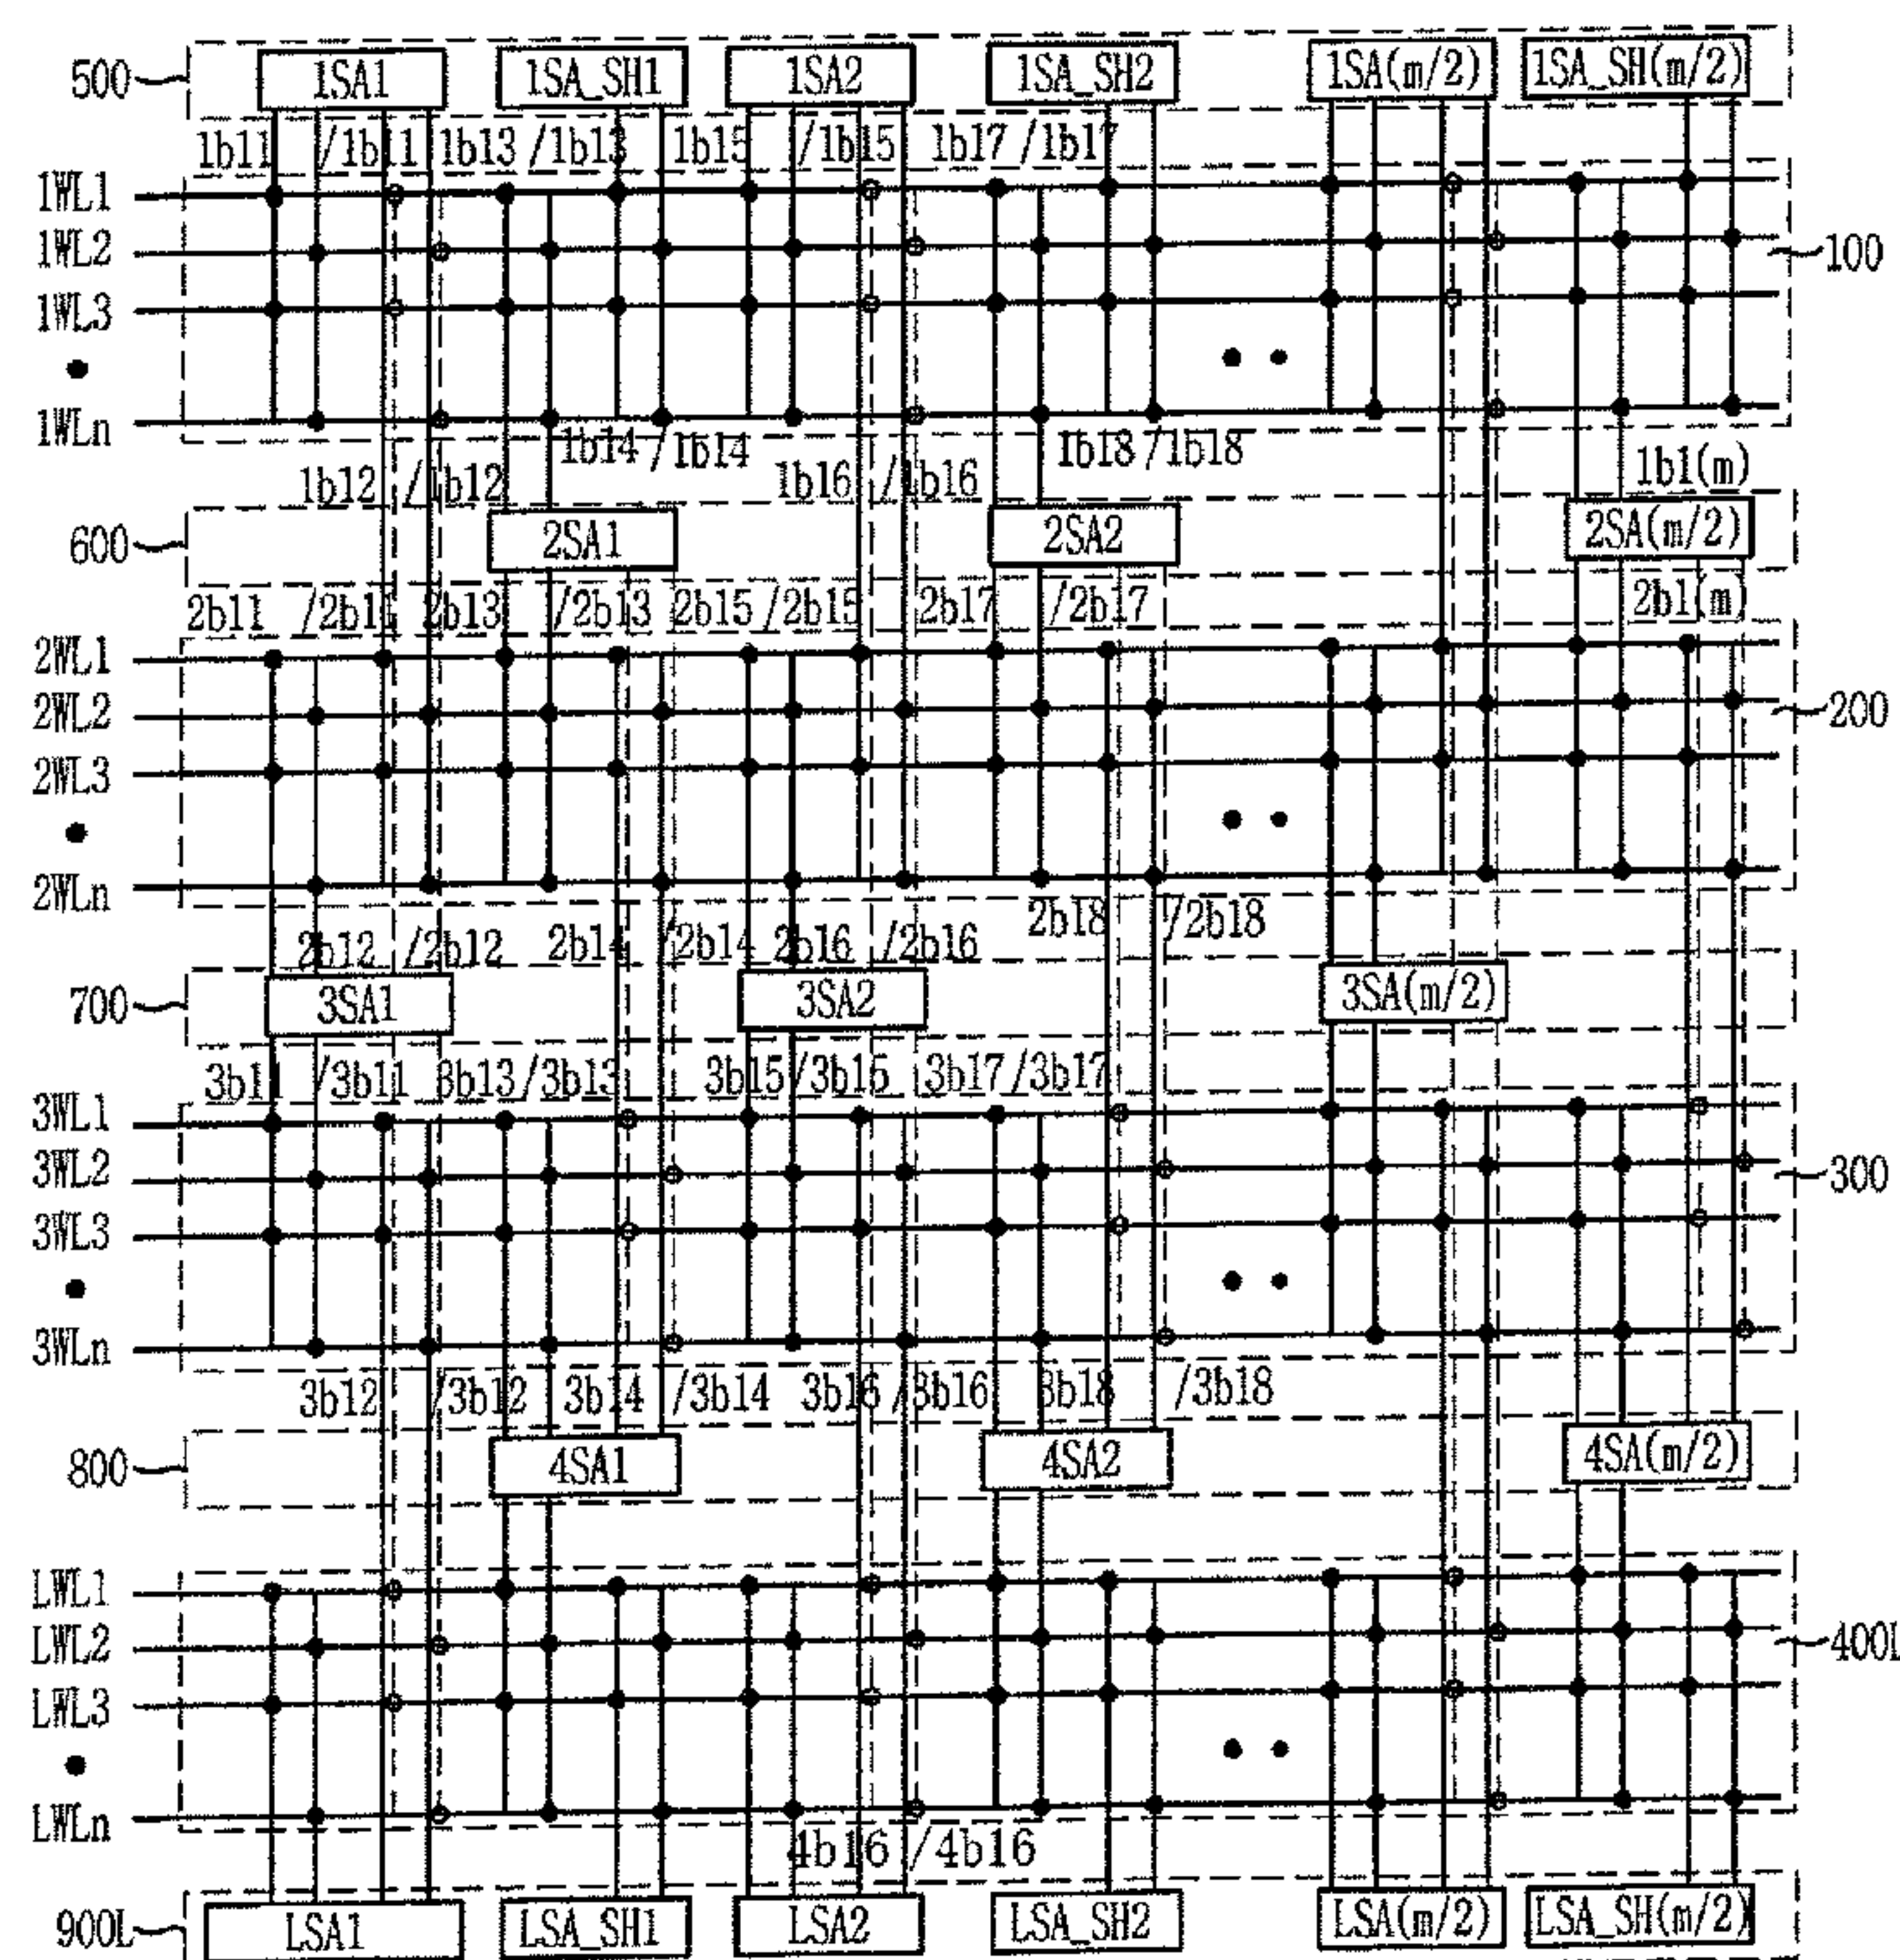 500 1SA1 1SA_SH1 1SA2 1SA_SH2 1SA(m/2) 1SA_SH(m/2)
1b11 /1b11 1b13 /1b13 1b15 /1b15 1b17 /1b17
1WL1
1WL2 100
1WL3
1WLn
1b14 /1b14 1b18 /1b18
1b12 /1b12 1b16 /1b16 1b1(m)
600 2SA1 2SA2 2SA(m/2)
2b11 /2b11 2b13 /2b13 2b15 /2b15 2b17 /2b17 2b1(m)
2WL1
2WL2 200
2WL3
2WLn
2b18 /2b18
2b12 /2b12 2b14 /2b14 2b16 /2b16
700 3SA1 3SA2 3SA(m/2)
3b11 /3b11 3b13 /3b13 3b15 /3b15 3b17 /3b17
3WL1
3WL2 300
3WL3
3WLn
3b12 /3b12 3b14 /3b14 3b16 /3b16 3b18 /3b18
800 4SA1 4SA2 4SA(m/2)
LWL1
LWL2 400L
LWL3
LWLn
4b16 /4b16
900L LSA1 LSA_SH1 LSA2 LSA_SH2 LSA(m/2) LSA_SH(m/2)